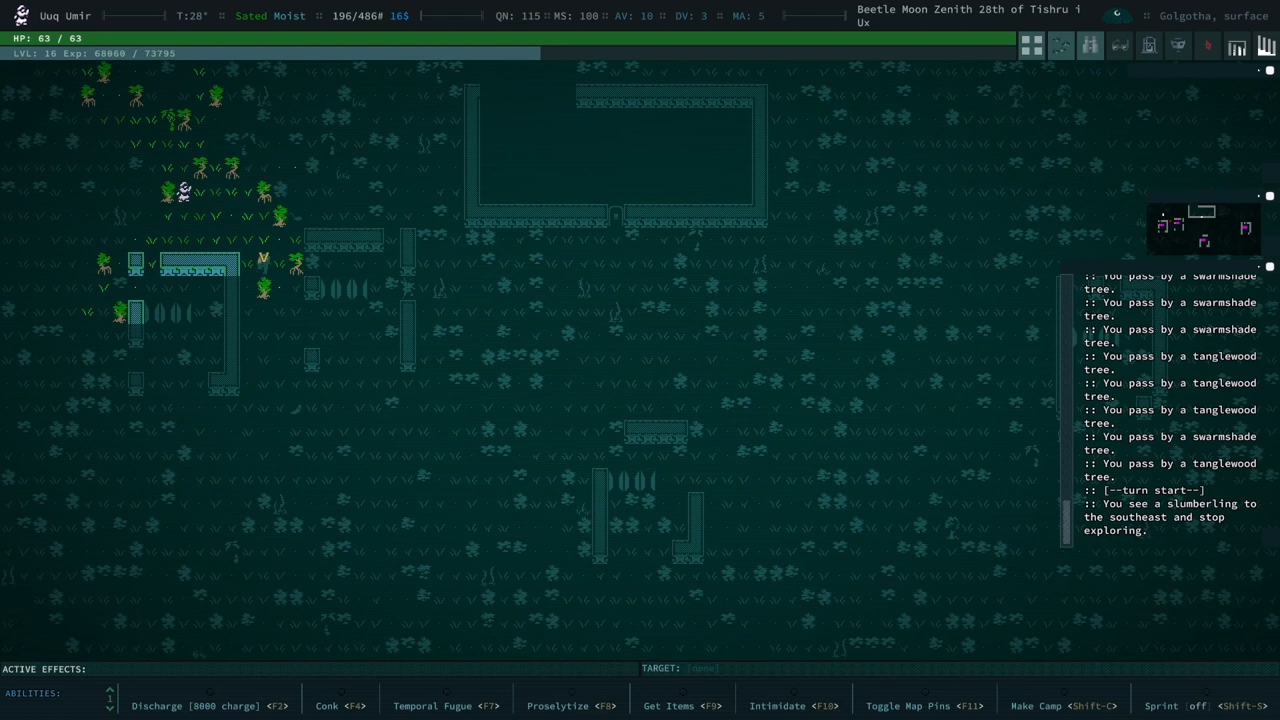 Uuq Umir
T:28°
Sated Moist
196/486# 16$
QN: 115
MS: 100
AV: 10
DV: 3
MA: 5
Beetle Moon Zenith 28th of Tishru i
Ux
Golgotha, surface
HP: 63 / 63
LVL: 16 Exp: 68060 / 73795
:: You pass by a swarmshade
tree.
:: You pass by a swarmshade
tree.
:: You pass by a swarmshade
tree.
:: You pass by a tanglewood
tree.
:: You pass by a tanglewood
tree.
:: You pass by a tanglewood
tree.
:: You pass by a swarmshade
tree.
:: You pass by a tanglewood
tree.
:: [--turn start--]
:: You see a slumberling to
the southeast and stop
exploring.
ACTIVE EFFECTS:
TARGET: [none]
ABILITIES:
1
Discharge [8000 charge] <F2>
Conk <F4>
Temporal Fugue <F7>
Proselytize <F8>
Get Items <F9>
Intimidate <F10>
Toggle Map Pins <F11>
Make Camp <Shift-C>
Sprint [off] <Shift-S>